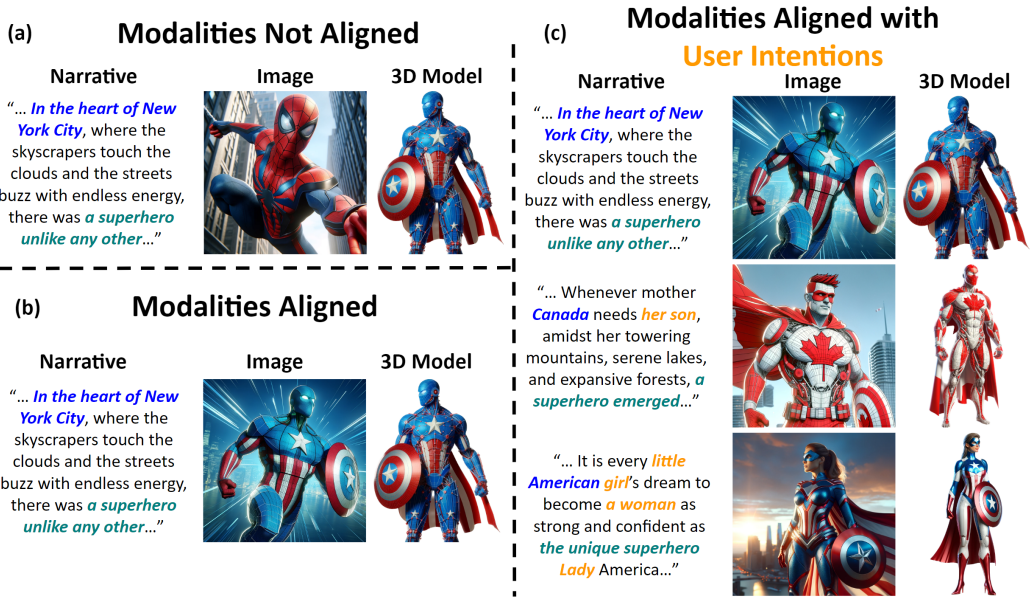 (a)
Modalities Not Aligned
Narrative
Image
3D Model
“... In the heart of New
York City, where the
skyscrapers touch the
clouds and the streets
buzz with endless energy,
there was a superhero
unlike any other...”
(b)
Modalities Aligned
Narrative
Image
3D Model
“... In the heart of New
York City, where the
skyscrapers touch the
clouds and the streets
buzz with endless energy,
there was a superhero
unlike any other...”
(c)
Modalities Aligned with
User Intentions
Narrative
Image
3D Model
“... In the heart of New
York City, where the
skyscrapers touch the
clouds and the streets
buzz with endless energy,
there was a superhero
unlike any other...”
“... Whenever mother
Canada needs her son,
amidst her towering
mountains, serene lakes,
and expansive forests, a
superhero emerged...”
“... It is every little
American girl’s dream to
become a woman as
strong and confident as
the unique superhero
Lady America...”